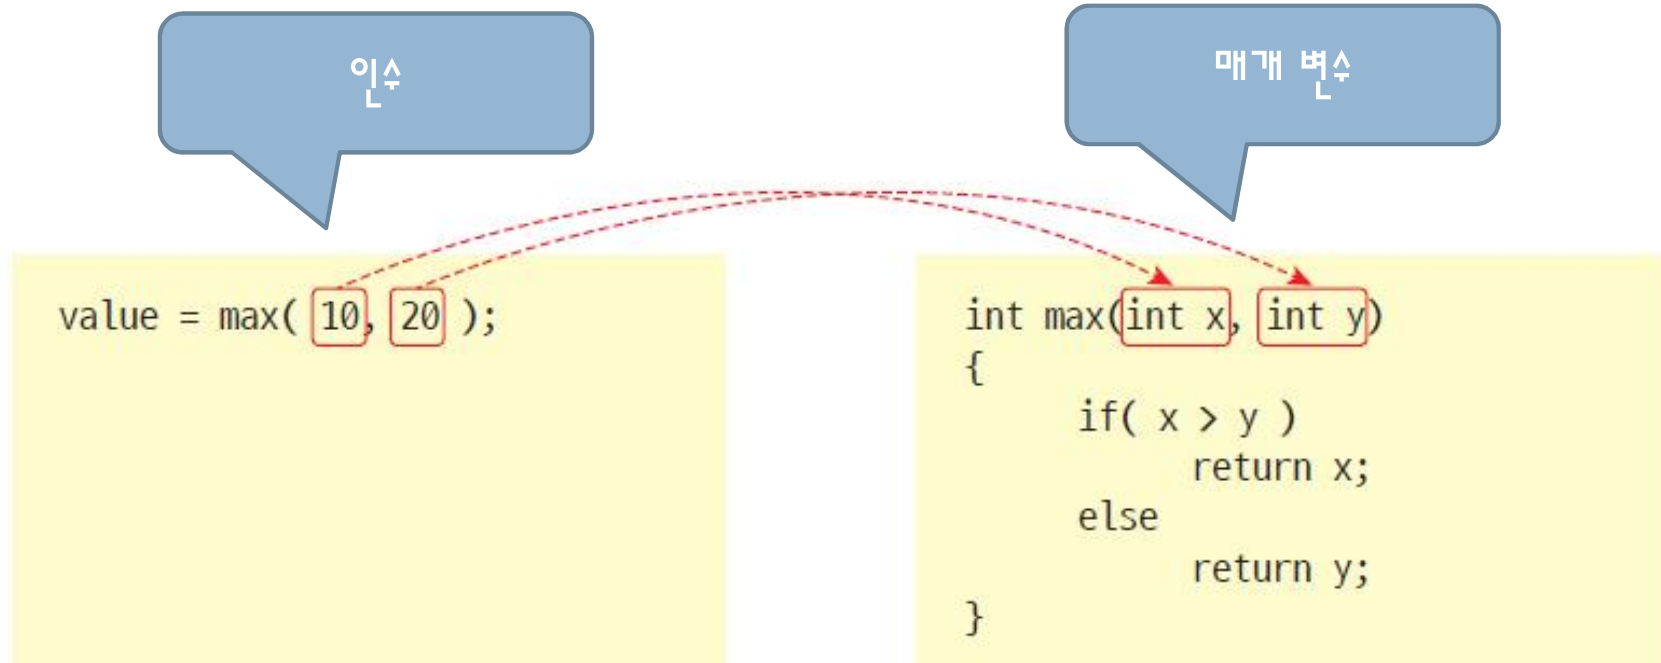 인수
매개 변수
value = max( 10, 20 );
int max(int x, int y)
{
if( x > y )
return x;
else
return y;
}